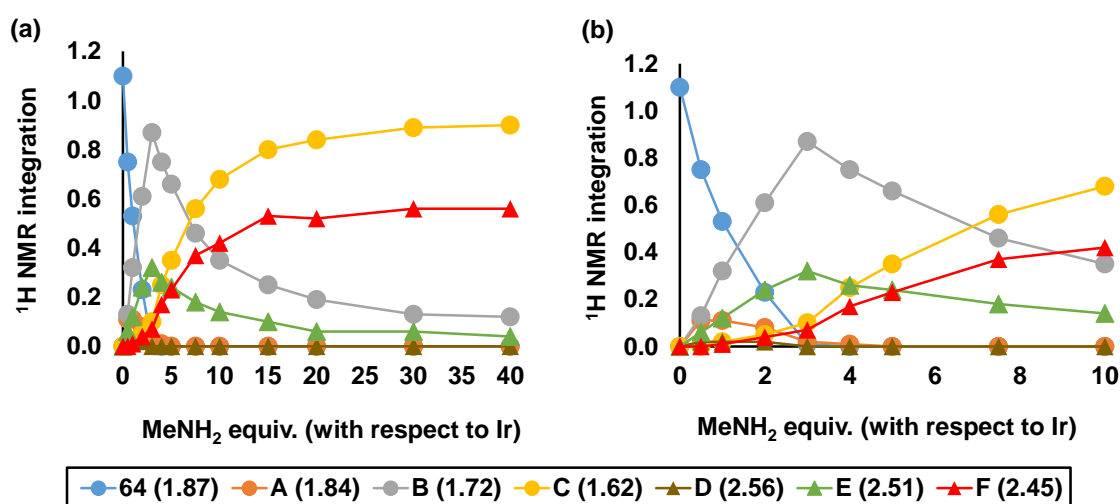 (a)
1.2
1.0
0.8
0.6
0.4
0.2
0.0
¹H NMR integration
0 5 10 15 20 25 30 35 40
MeNH₂ equiv. (with respect to Ir)
(b)
1.2
1.0
0.8
0.6
0.4
0.2
0.0
¹H NMR integration
0 2 4 6 8 10
MeNH₂ equiv. (with respect to Ir)
64 (1.87) A (1.84) B (1.72) C (1.62) D (2.56) E (2.51) F (2.45)